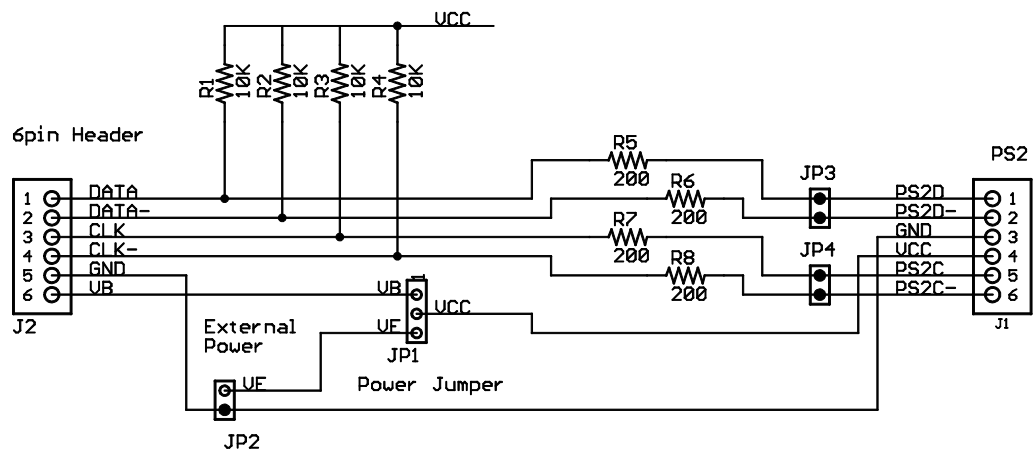 VCC
R1 10K R2 10K R3 10K R4 10K
6pin Header
R5
200
PS2
JP3
R6
200
1 DATA
2 DATA-
3 CLK
4 CLK-
5 GND
6 VB
J2
R7
200
R8
200
JP4
PS2D 1
PS2D- 2
GND 3
VCC 4
PS2C 5
PS2C- 6
J1
1
VB
VCC
VE
JP1
External
Power
Power Jumper
VE
JP2